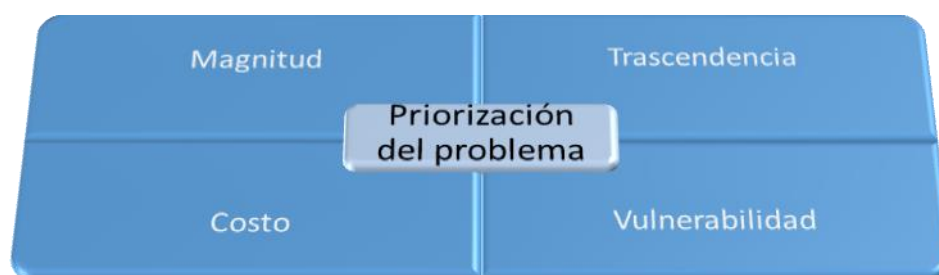 Magnitud
Trascendencia
Priorización
del problema
Costo
Vulnerabilidad